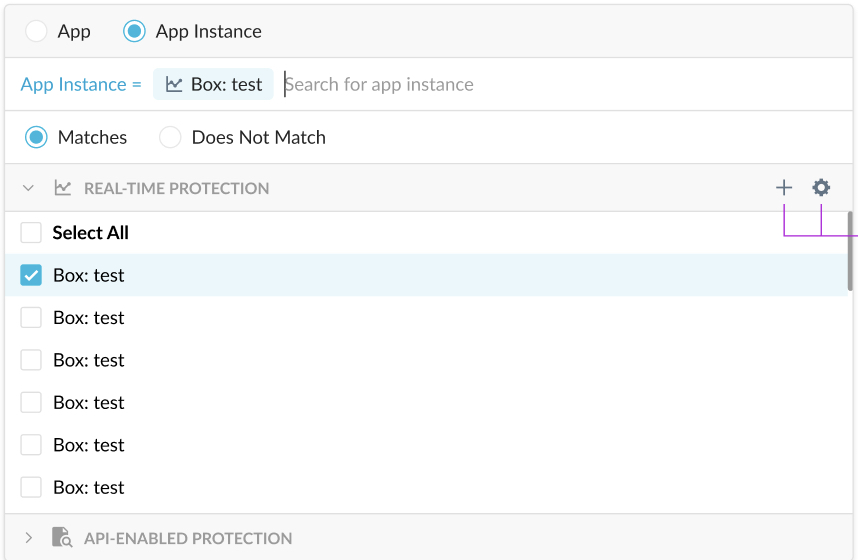 App App Instance
App Instance = Box: test Search for app instance
Matches Does Not Match
REAL-TIME PROTECTION
Select All
Box: test
Box: test
Box: test
Box: test
Box: test
Box: test
API-ENABLED PROTECTION